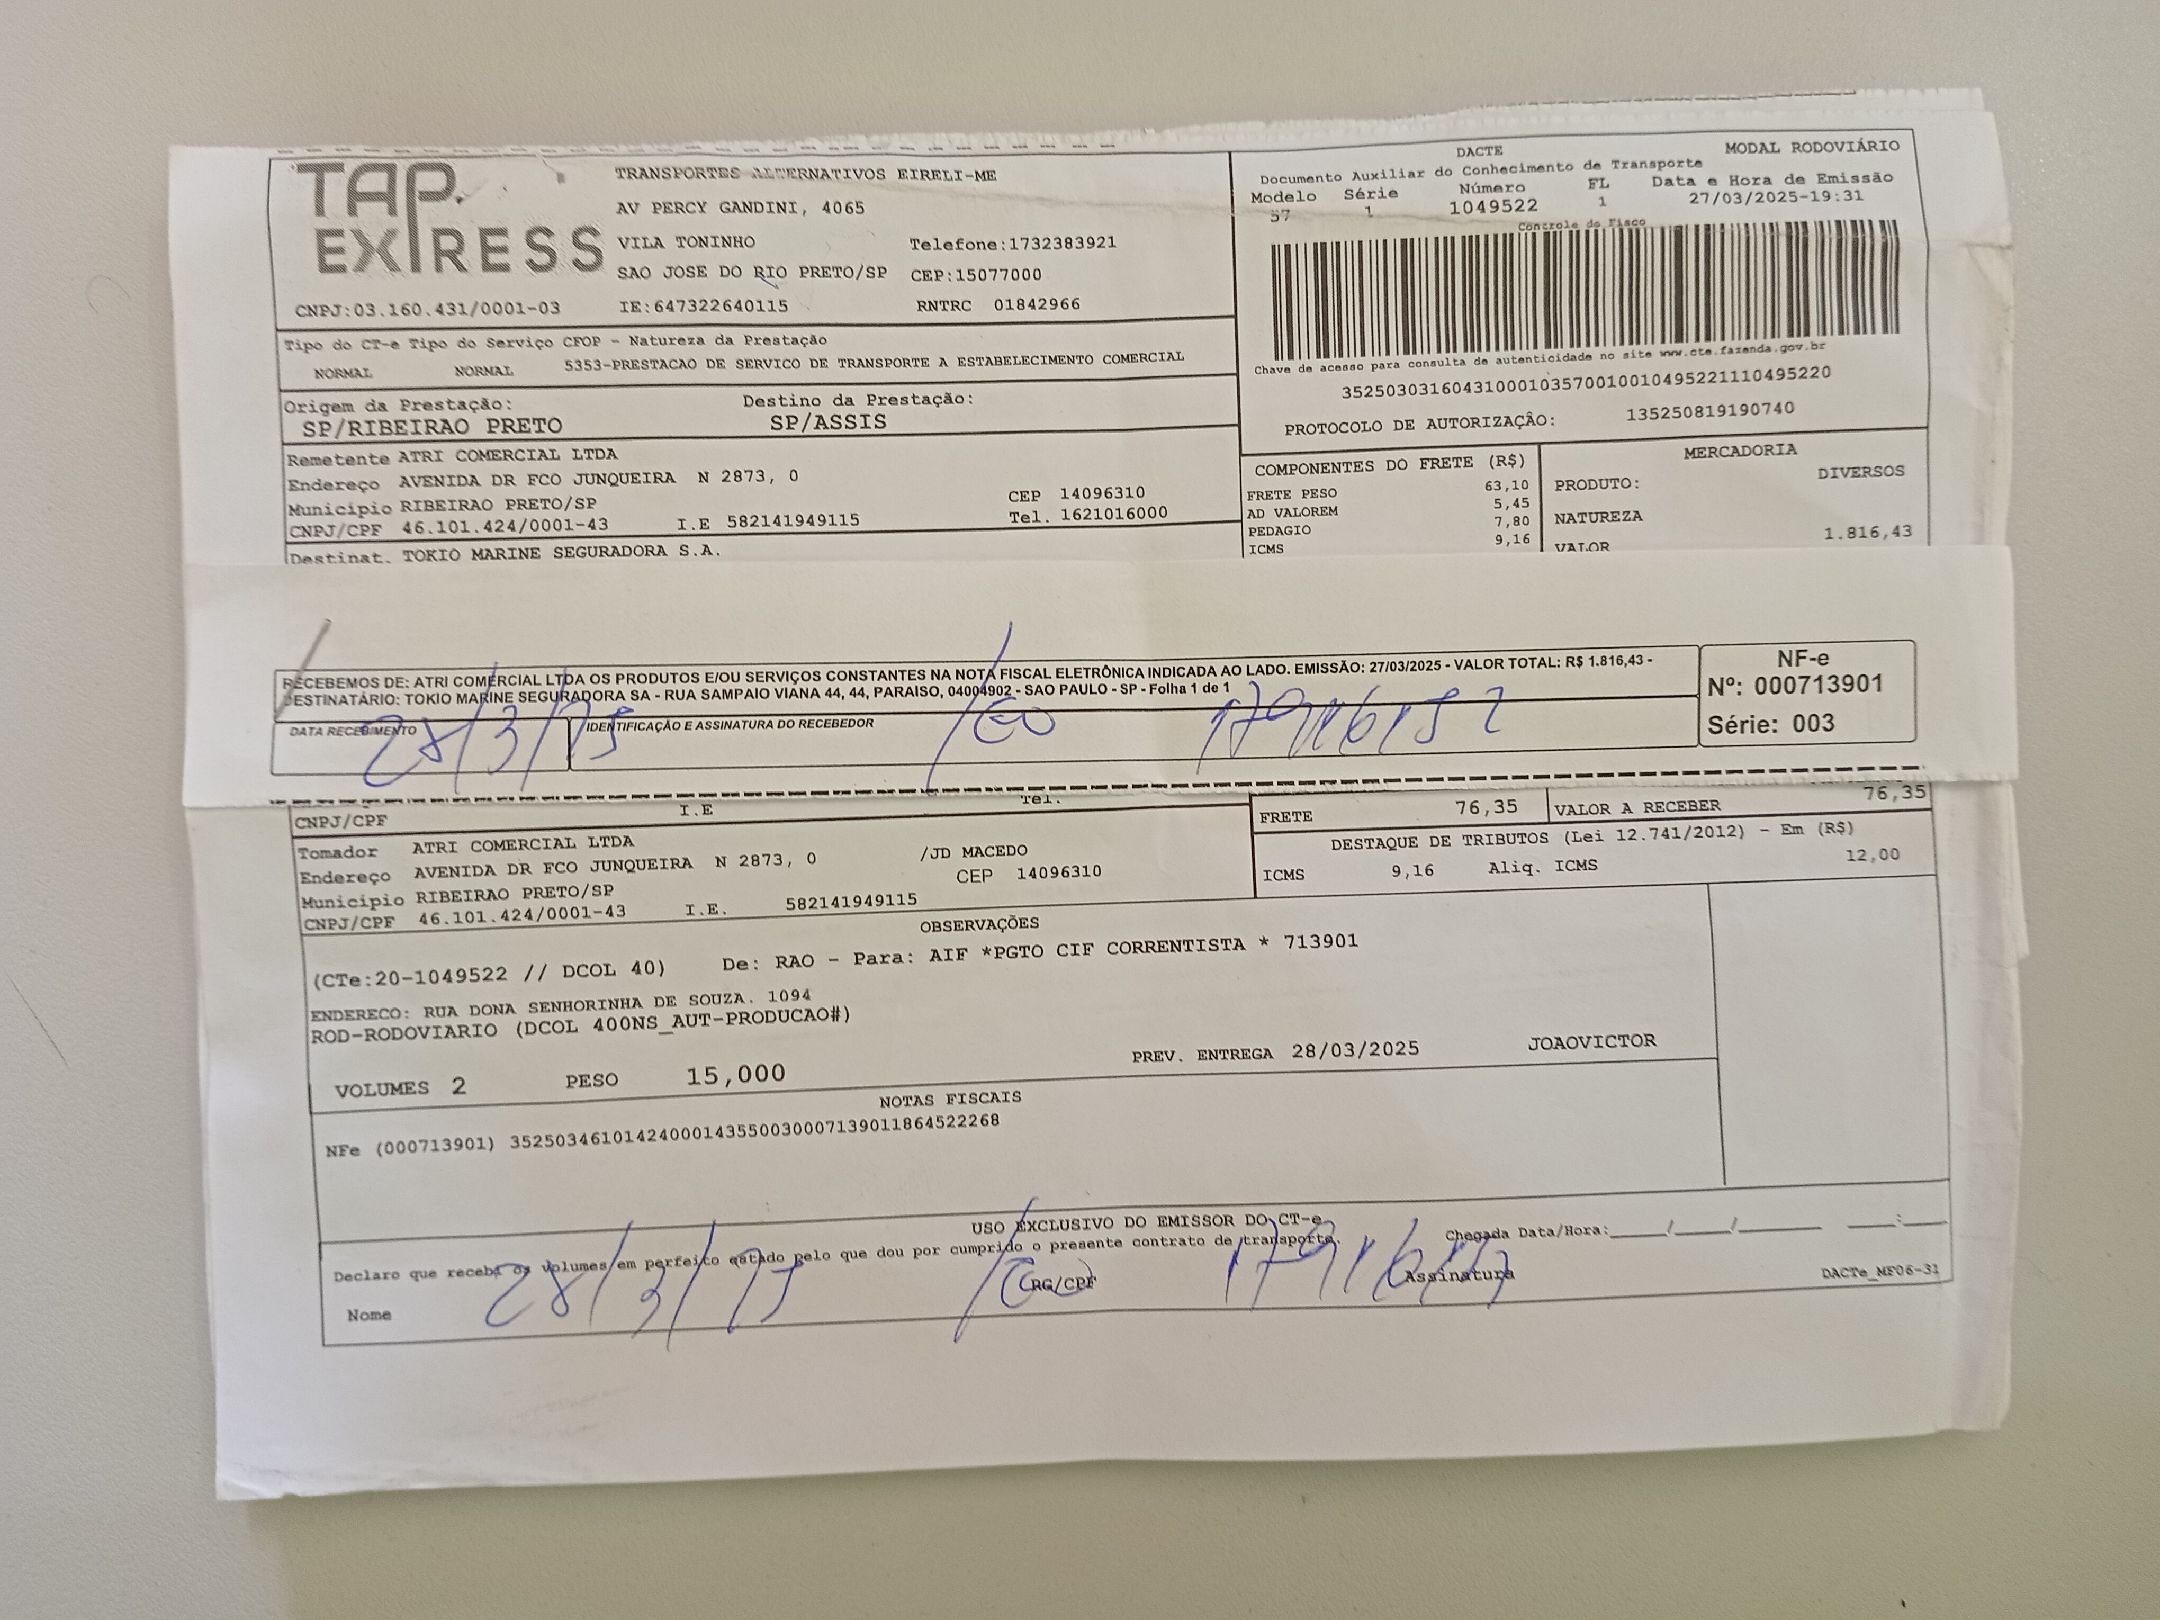 TAP. EXPRESS
TRANSPORTES ALTERNATIVOS EIRELI-ME
AV PERCY GANDINI, 4065
VILA TONINHO Telefone:1732383921
SAO JOSE DO RIO PRETO/SP CEP:15077000
CNPJ:03.160.431/0001-03 IE:647322640115 RNTRC 01842966
DACTE MODAL RODOVIÁRIO
Documento Auxiliar do Conhecimento de Transporte
Modelo Série Número FL Data e Hora de Emissão
57 1 1049522 1 27/03/2025-19:31
Controle do Fisco
Chave de acesso para consulta de autenticidade no site www.cte.fazenda.gov.br
35250303160431000103570010010495221110495220
PROTOCOLO DE AUTORIZAÇÃO: 135250819190740
Tipo do CT-e Tipo do Serviço CFOP - Natureza da Prestação
NORMAL NORMAL 5353-PRESTACAO DE SERVICO DE TRANSPORTE A ESTABELECIMENTO COMERCIAL
Origem da Prestação: Destino da Prestação:
SP/RIBEIRAO PRETO SP/ASSIS
Remetente ATRI COMERCIAL LTDA
Endereço AVENIDA DR FCO JUNQUEIRA N 2873, 0
Municipio RIBEIRAO PRETO/SP CEP 14096310
CNPJ/CPF 46.101.424/0001-43 I.E 582141949115 Tel. 1621016000
Destinat. TOKIO MARINE SEGURADORA S.A.
COMPONENTES DO FRETE (R$)
FRETE PESO 63,10
AD VALOREM 5,45
PEDAGIO 7,80
ICMS 9,16
MERCADORIA
PRODUTO: DIVERSOS
NATUREZA
VALOR 1.816,43
RECEBEMOS DE: ATRI COMERCIAL LTDA OS PRODUTOS E/OU SERVIÇOS CONSTANTES NA NOTA FISCAL ELETRÔNICA INDICADA AO LADO. EMISSÃO: 27/03/2025 - VALOR TOTAL: R$ 1.816,43 -
DESTINATÁRIO: TOKIO MARINE SEGURADORA SA - RUA SAMPAIO VIANA 44, 44, PARAISO, 04004902 - SAO PAULO - SP - Folha 1 de 1
DATA RECEBIMENTO IDENTIFICAÇÃO E ASSINATURA DO RECEBEDOR
28/3/25
NF-e
Nº: 000713901
Série: 003
CNPJ/CPF I.E Tel.
FRETE 76,35 VALOR A RECEBER 76,35
Tomador ATRI COMERCIAL LTDA
Endereço AVENIDA DR FCO JUNQUEIRA N 2873, 0 /JD MACEDO
Municipio RIBEIRAO PRETO/SP CEP 14096310
CNPJ/CPF 46.101.424/0001-43 I.E. 582141949115
DESTAQUE DE TRIBUTOS (Lei 12.741/2012) - Em (R$)
ICMS 9,16 Aliq. ICMS 12,00
OBSERVAÇÕES
(CTe:20-1049522 // DCOL 40) De: RAO - Para: AIF *PGTO CIF CORRENTISTA * 713901
ENDERECO: RUA DONA SENHORINHA DE SOUZA. 1094
ROD-RODOVIARIO (DCOL 400NS_AUT-PRODUCAO#)
VOLUMES 2 PESO 15,000 PREV. ENTREGA 28/03/2025 JOAOVICTOR
NOTAS FISCAIS
NFe (000713901) 35250346101424000143550030007139011864522268
USO EXCLUSIVO DO EMISSOR DO CT-e
Declaro que recebi os volumes em perfeito estado pelo que dou por cumprido o presente contrato de transporte. Chegada Data/Hora:____/____/______ ___:___
Nome RG/CPF Assinatura DACTe_MF06-31
28/3/25